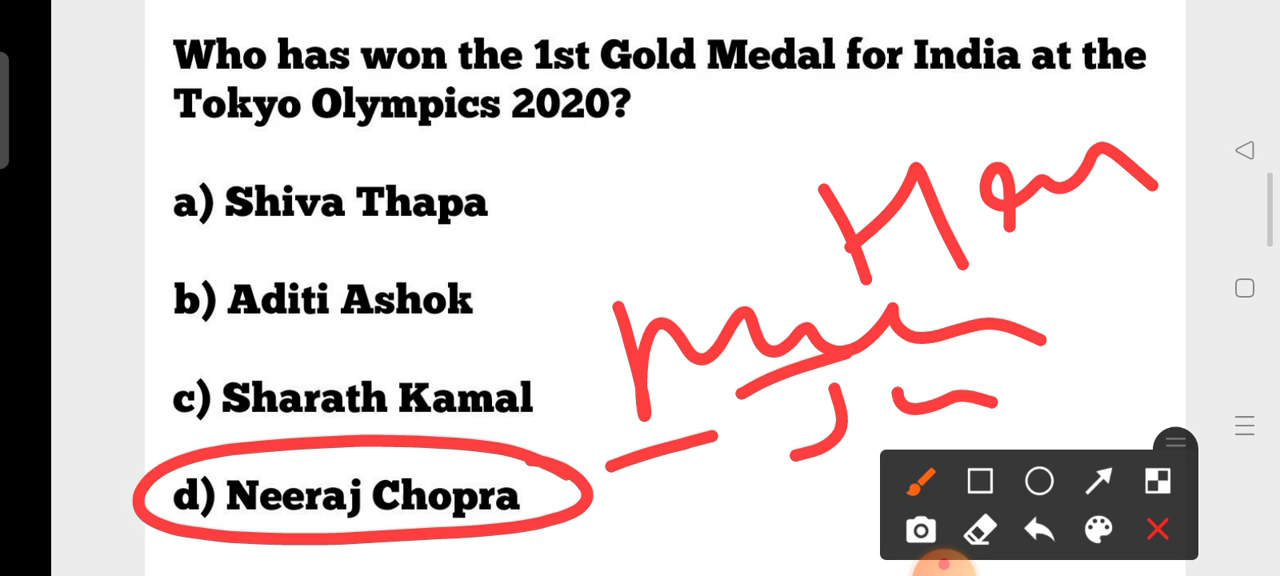 Who has won the 1st Gold Medal for India at the
Tokyo Olympics 2020?
a) Shiva Thapa
b) Aditi Ashok
c) Sharath Kamal
d) Neeraj Chopra